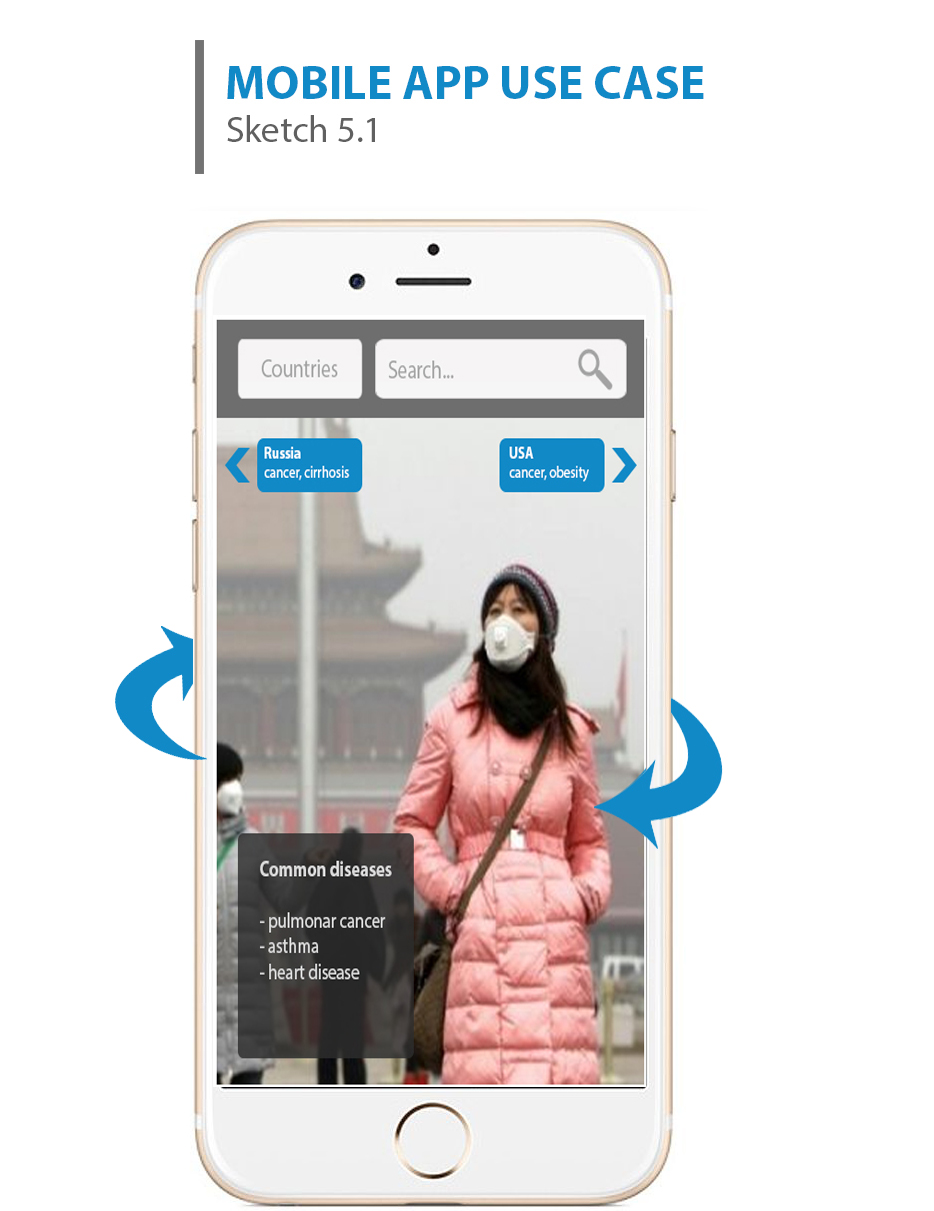 MOBILE APP USE CASE
Sketch 5.1
Countries
Search...
Russia
cancer, cirrhosis
USA
cancer, obesity
Common diseases
- pulmonar cancer
- asthma
- heart disease